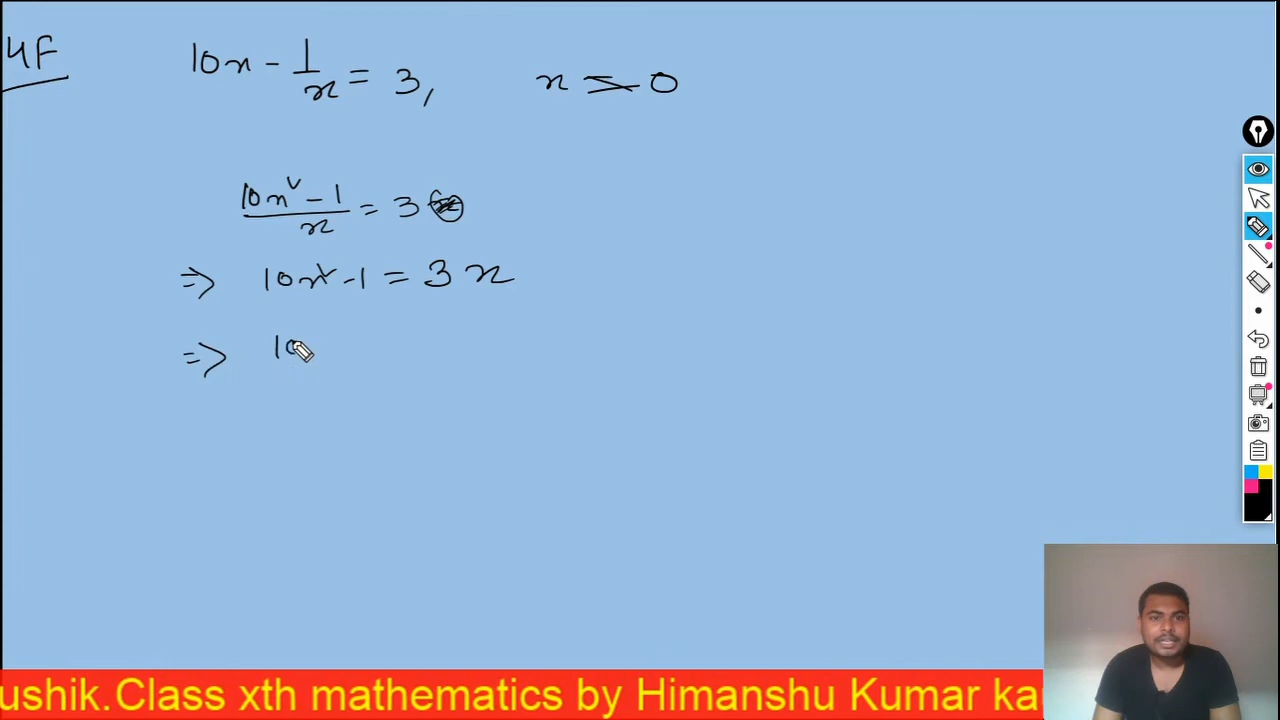 4F
10x - 1/x = 3, x ≠ 0
10x² - 1 / x = 3
⇒ 10x² - 1 = 3x
⇒ 10
ushik.Class xth mathematics by Himanshu Kumar ka